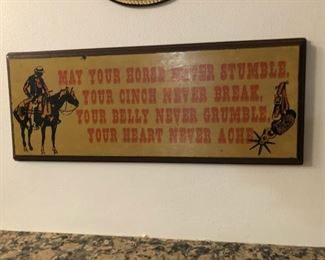 MAY YOUR HORSE NEVER STUMBLE,
YOUR CINCH NEVER BREAK,
YOUR BELLY NEVER GRUMBLE,
YOUR HEART NEVER ACHE